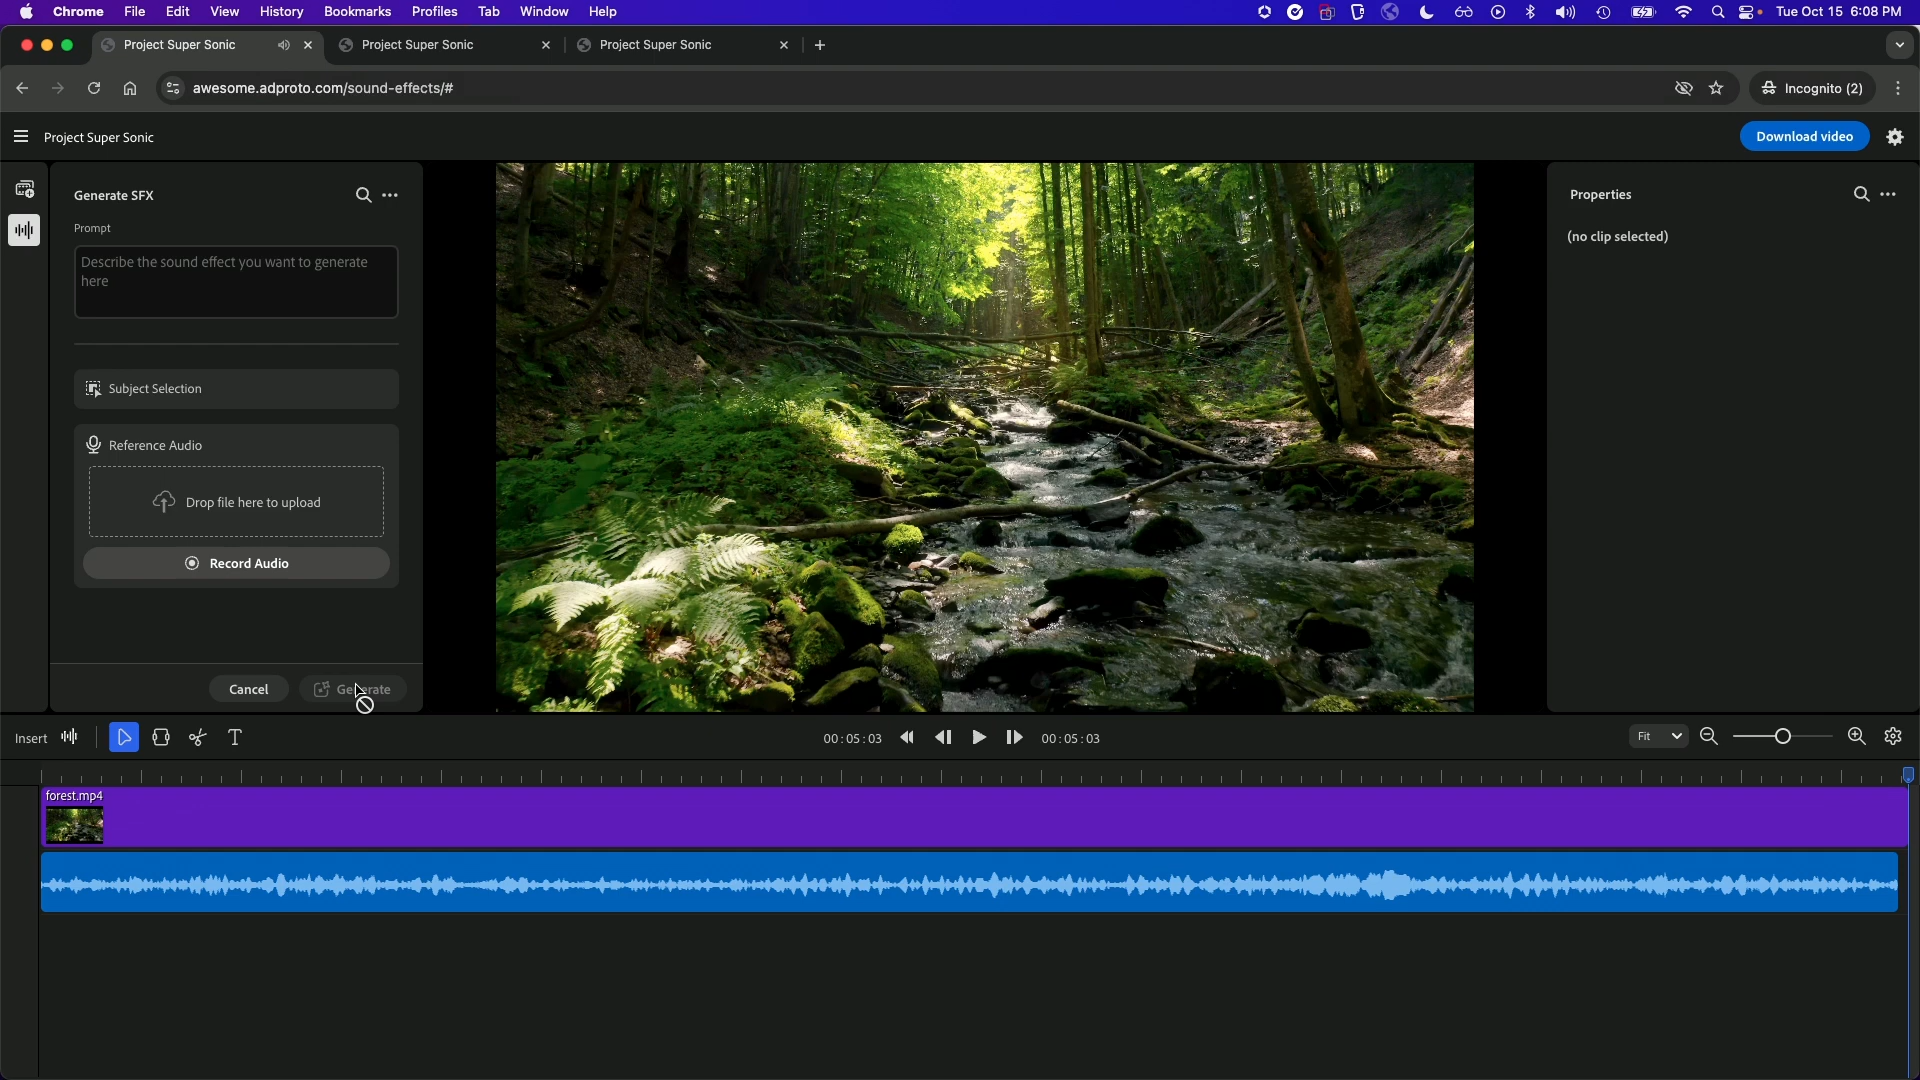 Chrome File Edit View History Bookmarks Profiles Tab Window Help Tue Oct 15 6:08 PM
Project Super Sonic Project Super Sonic Project Super Sonic
awesome.adproto.com/sound-effects/# Incognito (2)
Project Super Sonic Download video
Generate SFX
Prompt
Describe the sound effect you want to generate
here
Subject Selection
Reference Audio
Drop file here to upload
Record Audio
Cancel Generate
Properties
(no clip selected)
Insert 00:05:03 00:05:03 Fit
forest.mp4